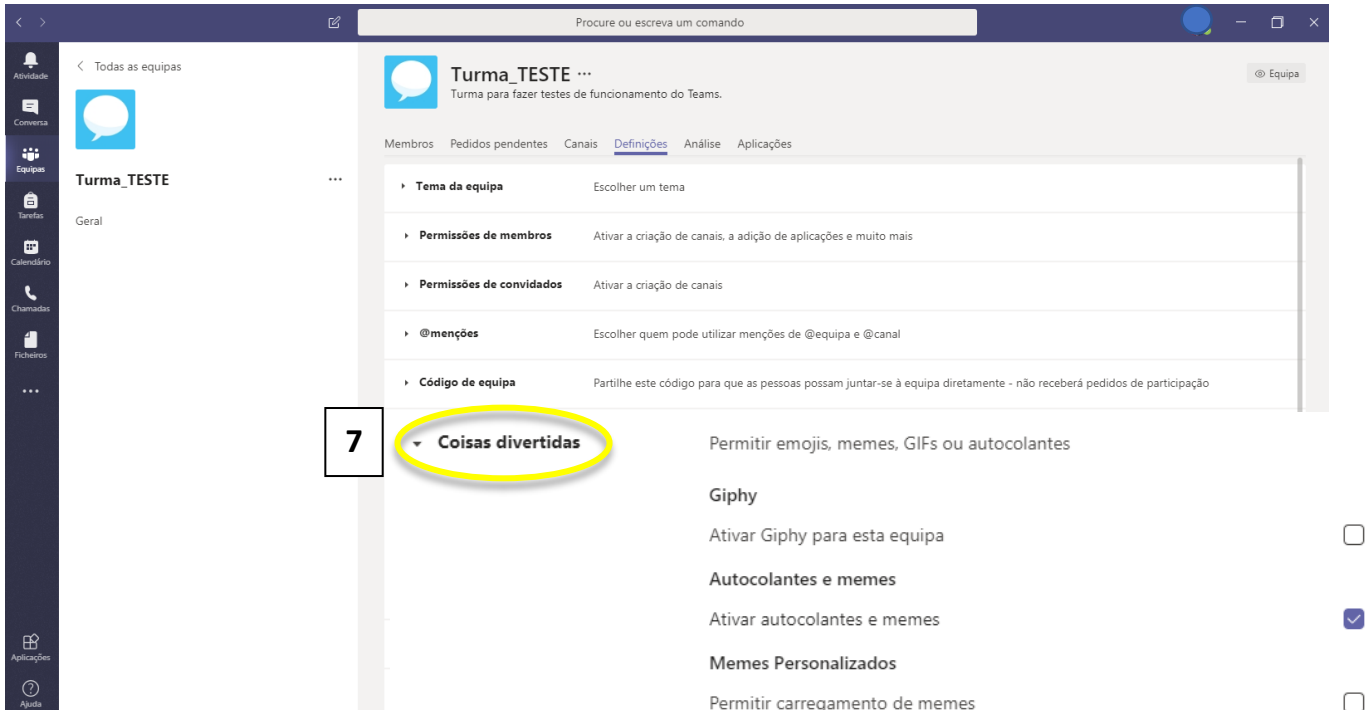 Procure ou escreva um comando
Atividade
Conversa
Equipas
Tarefas
Calendário
Chamadas
Ficheiros
Aplicações
Ajuda
Todas as equipas
Turma_TESTE
Geral
Turma_TESTE
Turma para fazer testes de funcionamento do Teams.
Equipa
Membros Pedidos pendentes Canais Definições Análise Aplicações
Tema da equipa Escolher um tema
Permissões de membros Ativar a criação de canais, a adição de aplicações e muito mais
Permissões de convidados Ativar a criação de canais
@menções Escolher quem pode utilizar menções de @equipa e @canal
Código de equipa Partilhe este código para que as pessoas possam juntar-se à equipa diretamente - não receberá pedidos de participação
7 Coisas divertidas Permitir emojis, memes, GIFs ou autocolantes
Giphy
Ativar Giphy para esta equipa
Autocolantes e memes
Ativar autocolantes e memes
Memes Personalizados
Permitir carregamento de memes